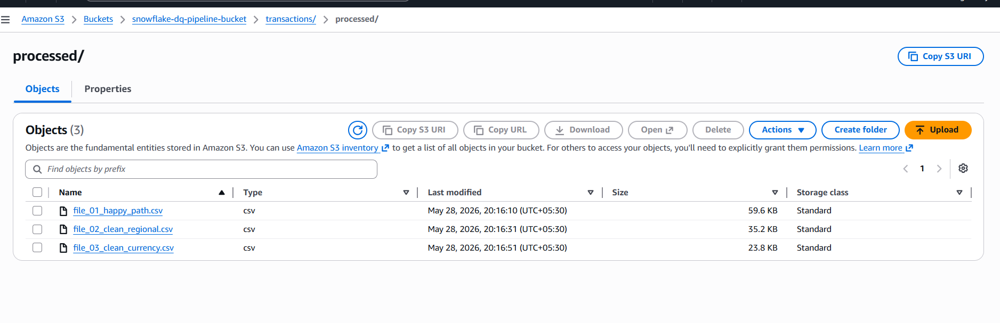 Amazon S3 > Buckets > snowflake-dq-pipeline-bucket > transactions/ > processed/
processed/
Copy S3 URI
Objects Properties
Objects (3)
Copy S3 URI Copy URL Download Open Delete Actions Create folder Upload
Objects are the fundamental entities stored in Amazon S3. You can use Amazon S3 inventory to get a list of all objects in your bucket. For others to access your objects, you'll need to explicitly grant them permissions. Learn more
Find objects by prefix
1
Name Type Last modified Size Storage class
file_01_happy_path.csv csv May 28, 2026, 20:16:10 (UTC+05:30) 59.6 KB Standard
file_02_clean_regional.csv csv May 28, 2026, 20:16:31 (UTC+05:30) 35.2 KB Standard
file_03_clean_currency.csv csv May 28, 2026, 20:16:51 (UTC+05:30) 23.8 KB Standard